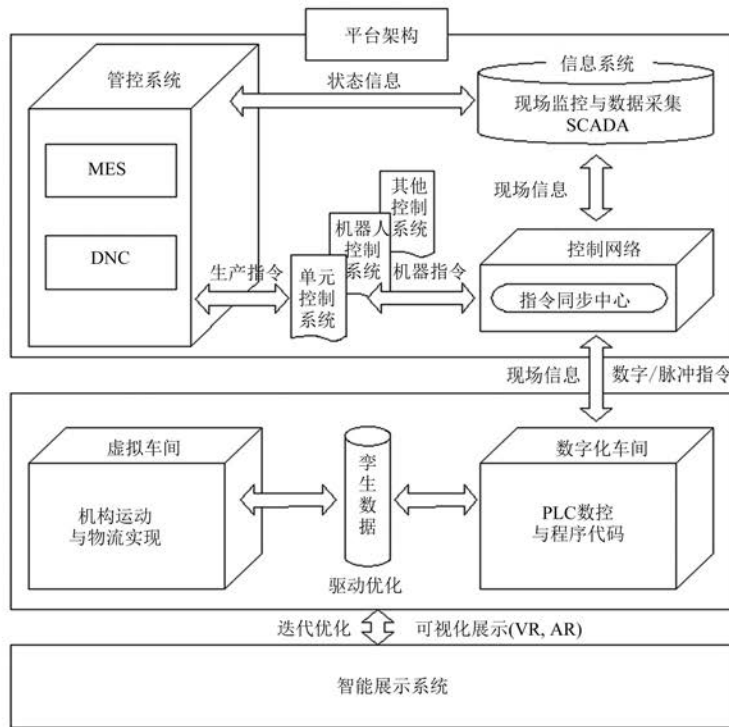 平台架构
管控系统
状态信息
信息系统
现场监控与数据采集
SCADA
MES
DNC
现场信息
其他
控制
系统
机器人
控制
系统
单元
控制
系统
生产指令
机器指令
控制网络
指令同步中心
现场信息
数字/脉冲指令
虚拟车间
机构运动
与物流实现
孪生数据
驱动优化
数字化车间
PLC数控
与程序代码
迭代优化
可视化展示(VR, AR)
智能展示系统